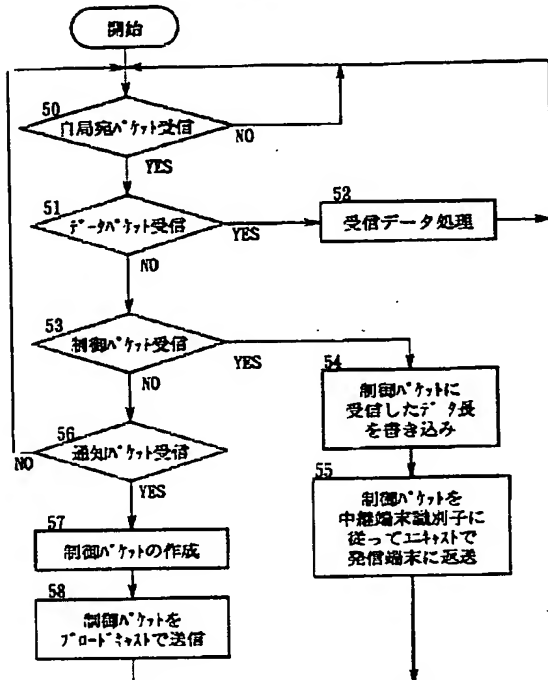 開始
50
自局宛パケット受信
NO
YES
51
データパケット受信
YES
52
受信データ処理
NO
53
制御パケット受信
YES
NO
54
制御パケットに
受信したデータ長
を書き込み
56
通知パケット受信
NO
YES
55
制御パケットを
中継端末識別子に
従ってユニキャストで
発信端末に返送
57
制御パケットの作成
58
制御パケットを
ブロードキャストで送信